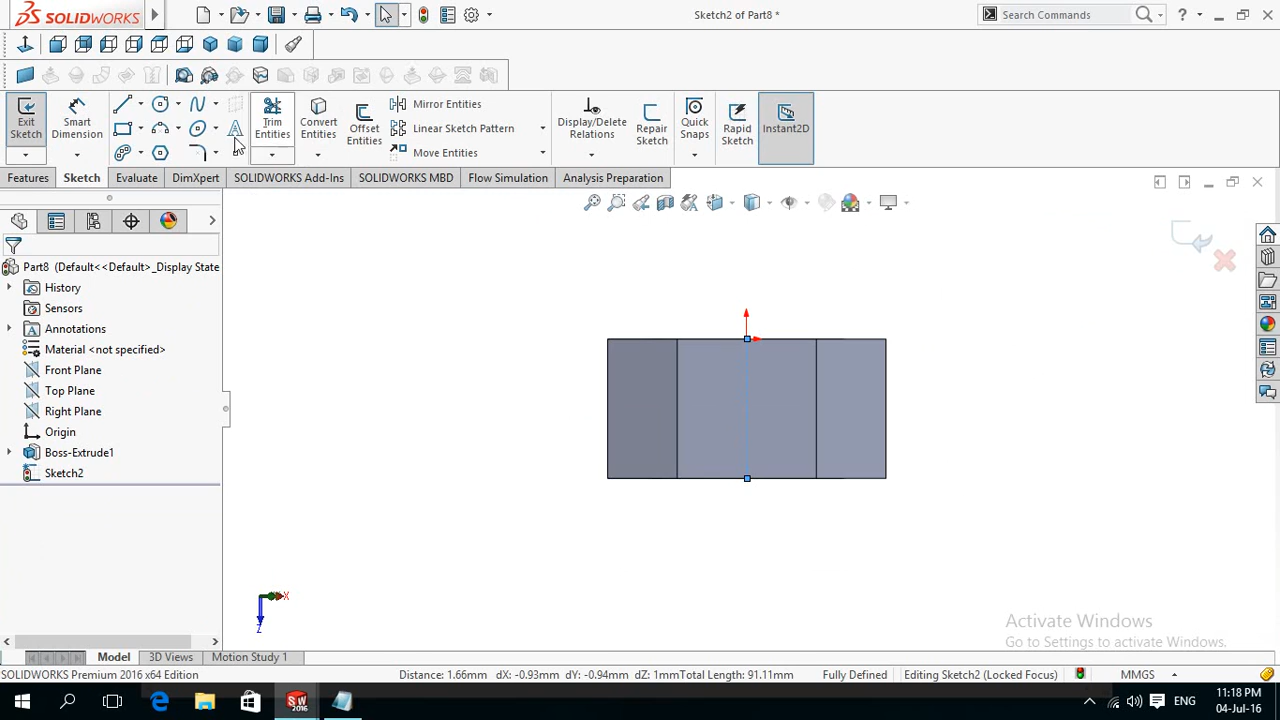 SOLIDWORKS
Sketch2 of Part8 *
Search Commands
Exit Sketch
Smart Dimension
Trim Entities
Convert Entities
Offset Entities
Mirror Entities
Linear Sketch Pattern
Move Entities
Display/Delete Relations
Repair Sketch
Quick Snaps
Rapid Sketch
Instant2D
Features Sketch Evaluate DimXpert SOLIDWORKS Add-Ins SOLIDWORKS MBD Flow Simulation Analysis Preparation
Part8 (Default<<Default>_Display State
History
Sensors
Annotations
Material <not specified>
Front Plane
Top Plane
Right Plane
Origin
Boss-Extrude1
Sketch2
X
Z
Activate Windows
Go to Settings to activate Windows.
Model 3D Views Motion Study 1
SOLIDWORKS Premium 2016 x64 Edition Distance: 1.66mm dX: -0.93mm dY: -0.94mm dZ: 1mmTotal Length: 91.11mm Fully Defined Editing Sketch2 (Locked Focus) MMGS
SW
2016
ENG
11:18 PM
04-Jul-16